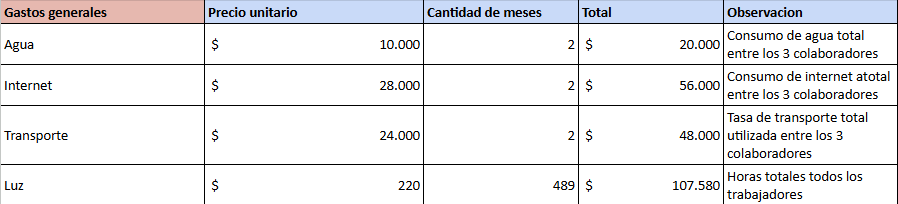 Gastos generales Precio unitario Cantidad de meses Total Observacion
Agua $ 10.000 2 $ 20.000 Consumo de agua total
entre los 3 colaboradores
Internet $ 28.000 2 $ 56.000 Consumo de internet atotal
entre los 3 colaboradores
Transporte $ 24.000 2 $ 48.000 Tasa de transporte total
utilizada entre los 3
colaboradores
Luz $ 220 489 $ 107.580 Horas totales todos los
trabajadores